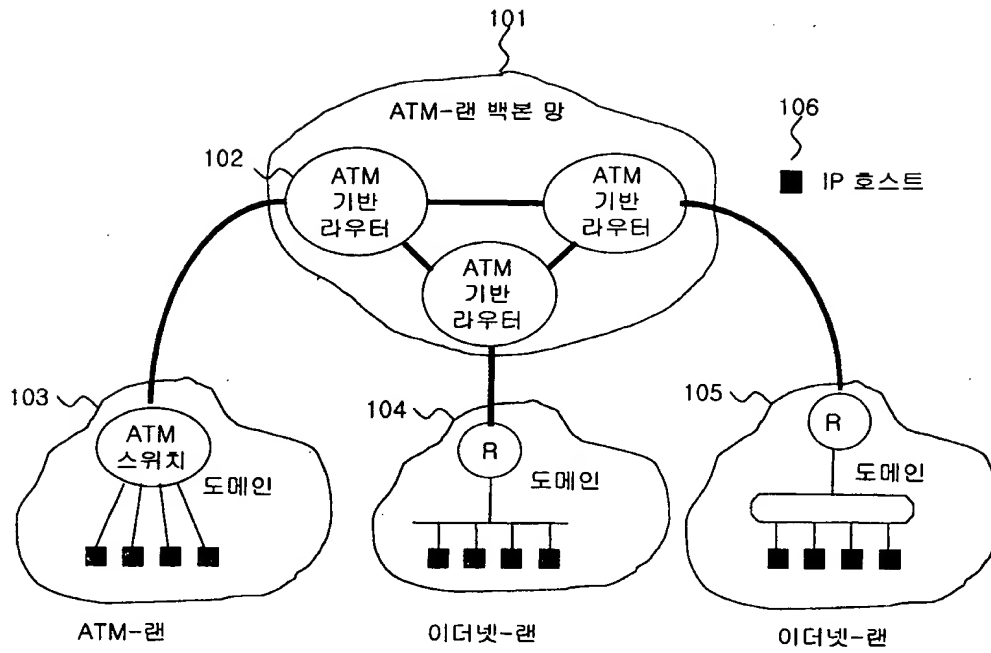 101
ATM-랜 백본 망
106
IP 호스트
102
ATM
기반
라우터
ATM
기반
라우터
ATM
기반
라우터
103
ATM
스위치
도메인
ATM-랜
104
R
도메인
이더넷-랜
105
R
도메인
이더넷-랜